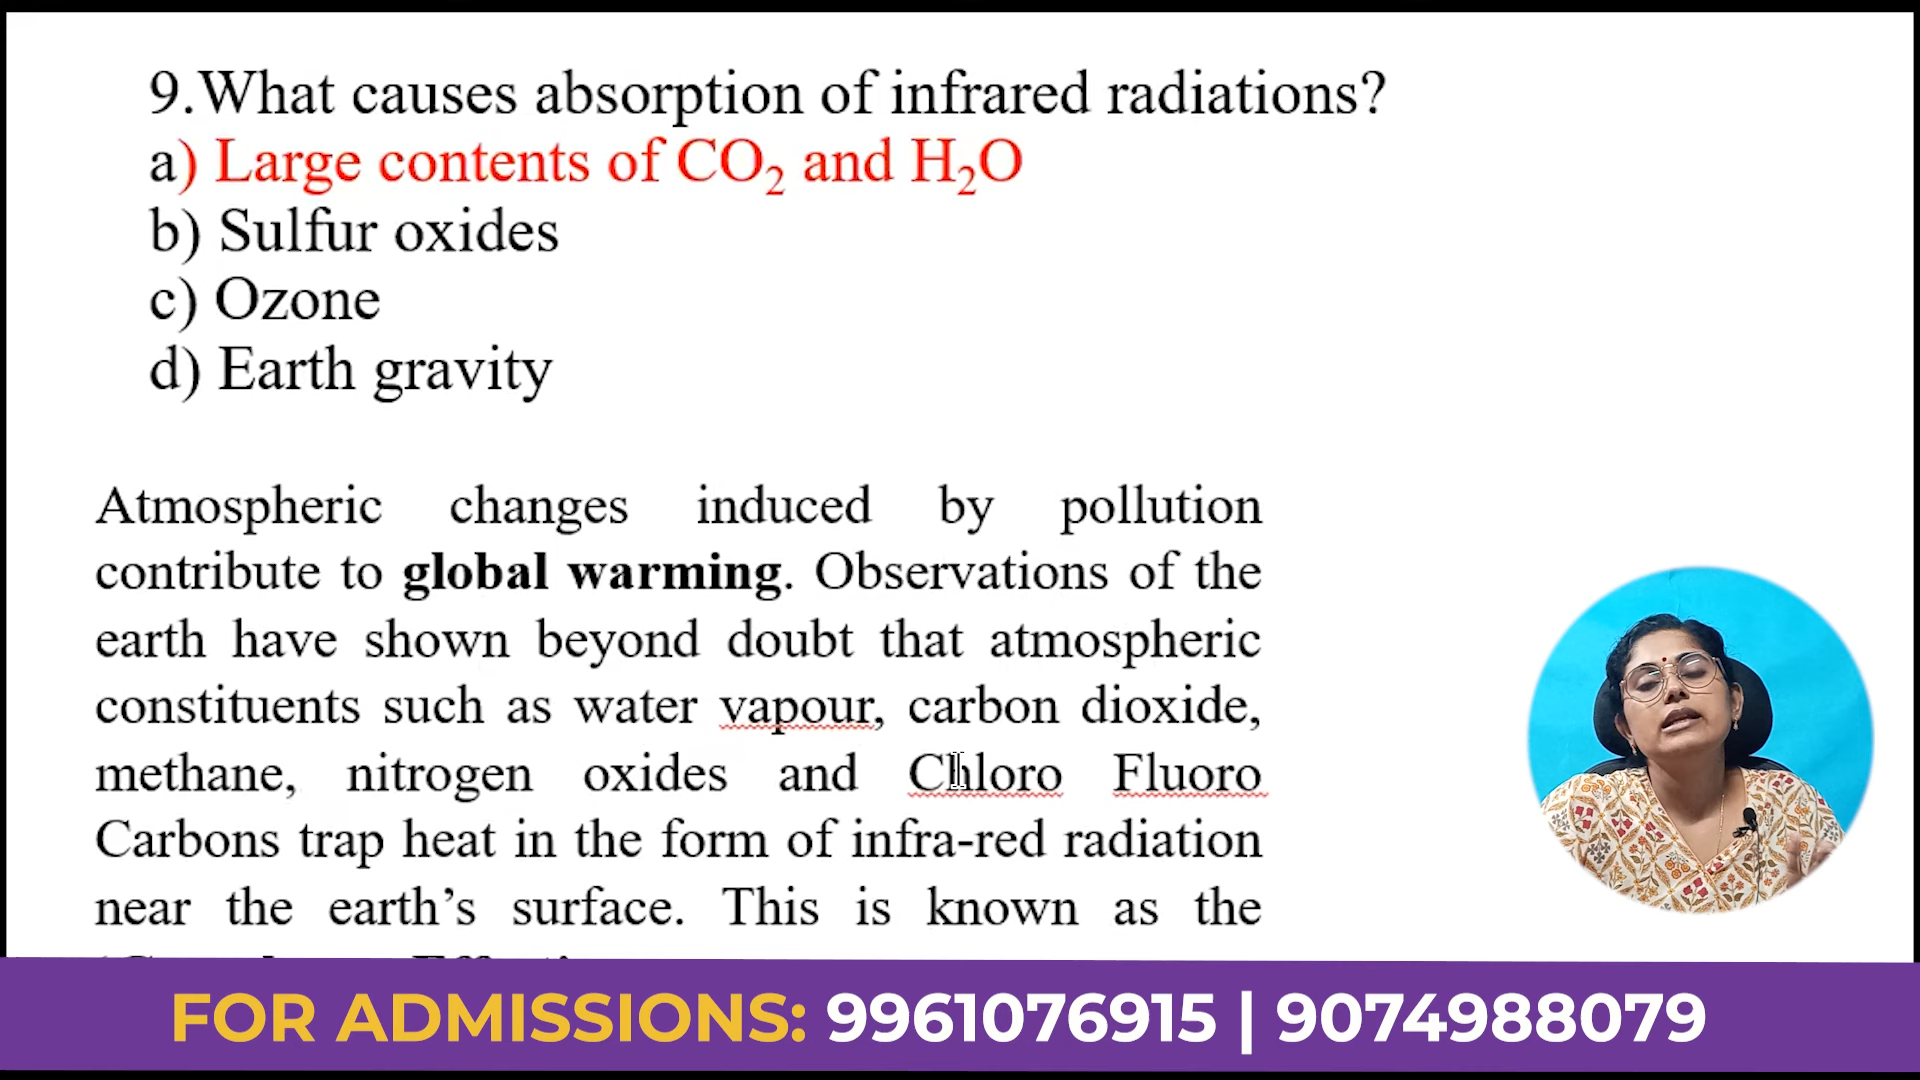 9.What causes absorption of infrared radiations?
a) Large contents of CO₂ and H₂O
b) Sulfur oxides
c) Ozone
d) Earth gravity
Atmospheric changes induced by pollution
contribute to global warming. Observations of the
earth have shown beyond doubt that atmospheric
constituents such as water vapour, carbon dioxide,
methane, nitrogen oxides and Chloro Fluoro
Carbons trap heat in the form of infra-red radiation
near the earth’s surface. This is known as the
FOR ADMISSIONS: 9961076915 | 9074988079